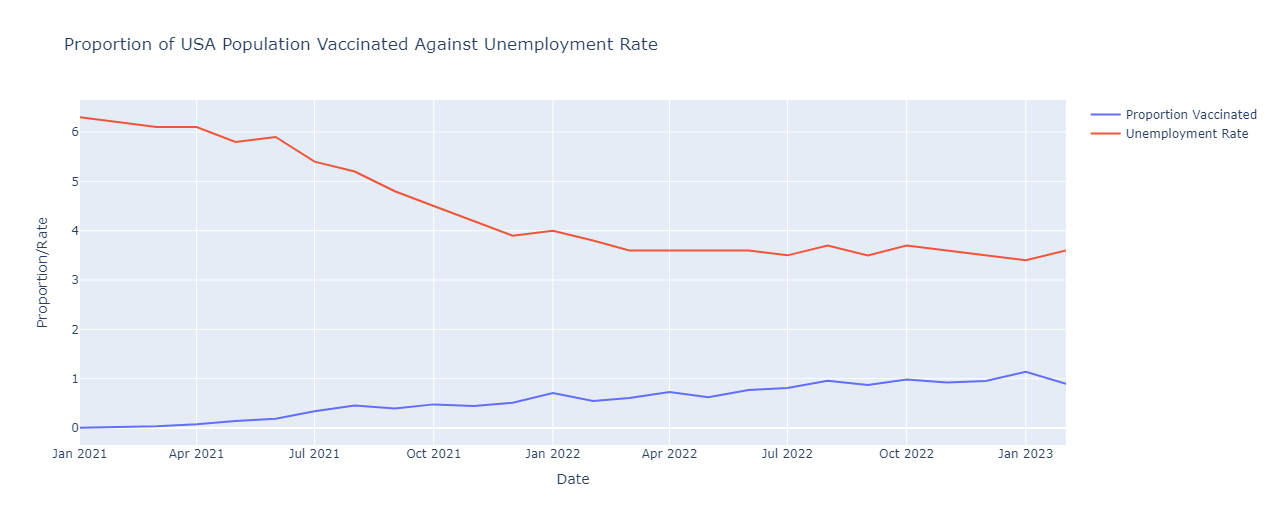 Proportion of USA Population Vaccinated Against Unemployment Rate
Proportion Vaccinated
Unemployment Rate
Proportion/Rate
6
5
4
3
2
1
0
Jan 2021 Apr 2021 Jul 2021 Oct 2021 Jan 2022 Apr 2022 Jul 2022 Oct 2022 Jan 2023
Date